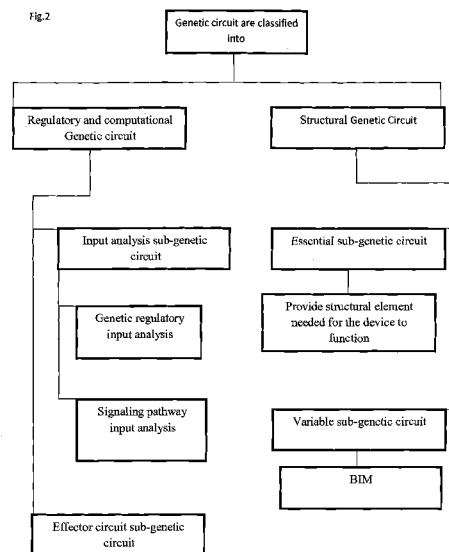 Fig.2
Genetic circuit are classified
into
Regulatory and computational
Genetic circuit
Structural Genetic Circuit
Input analysis sub-genetic
circuit
Genetic regulatory
input analysis
Signaling pathway
input analysis
Effector circuit sub-genetic
circuit
Essential sub-genetic circuit
Provide structural element
needed for the device to
function
Variable sub-genetic circuit
BIM